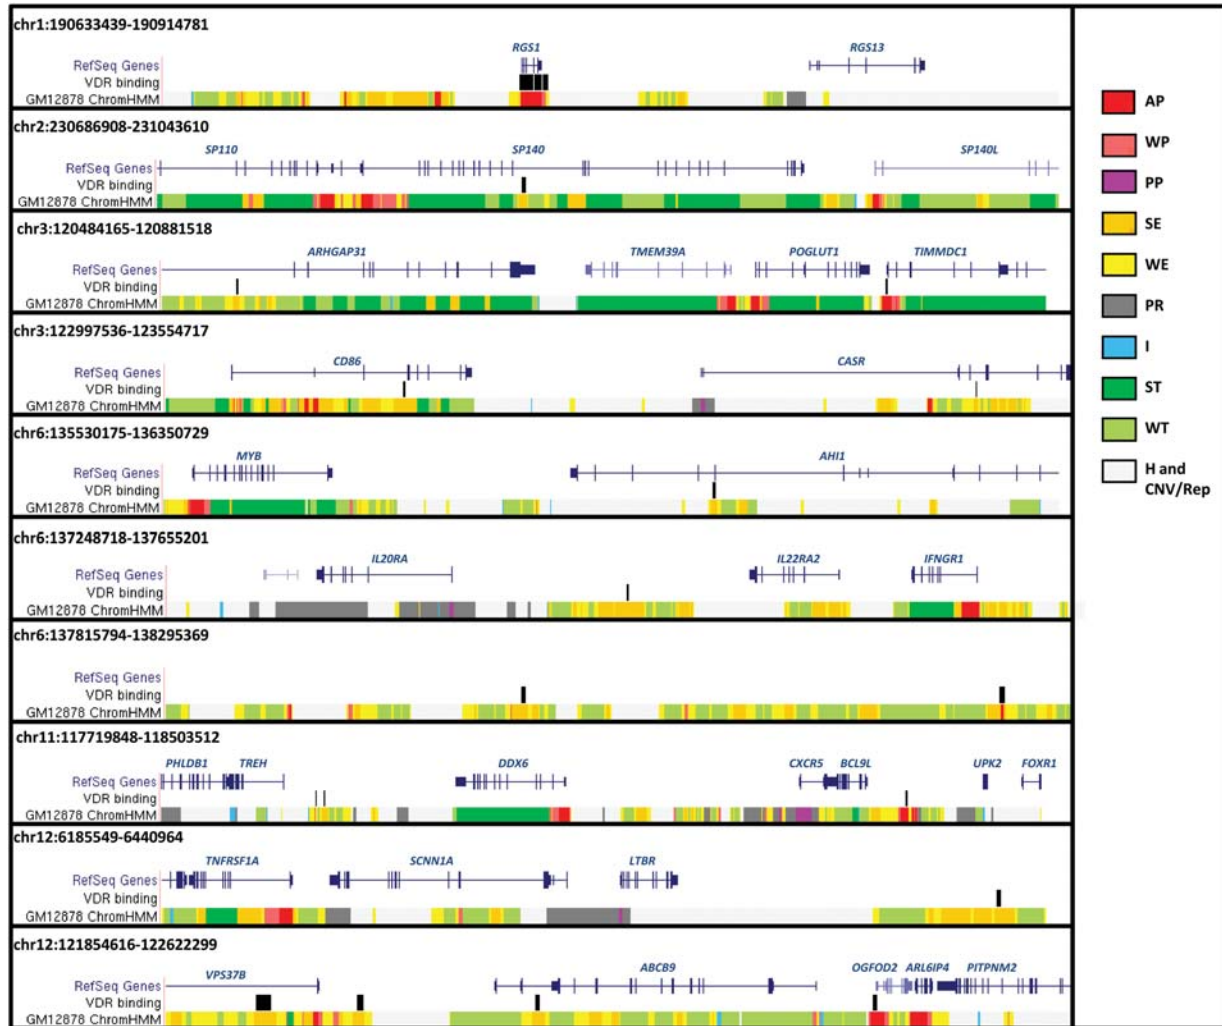 chr1:190633439-190914781
RGS1 RGS13
RefSeq Genes
VDR binding
GM12878 ChromHMM
chr2:230686908-231043610
SP110 SP140 SP140L
RefSeq Genes
VDR binding
GM12878 ChromHMM
chr3:120484165-120881518
ARHGAP31 TMEM39A POGLUT1 TIMMDC1
RefSeq Genes
VDR binding
GM12878 ChromHMM
chr3:122997536-123554717
CD86 CASR
RefSeq Genes
VDR binding
GM12878 ChromHMM
chr6:135530175-136350729
MYB AHI1
RefSeq Genes
VDR binding
GM12878 ChromHMM
chr6:137248718-137655201
IL20RA IL22RA2 IFNGR1
RefSeq Genes
VDR binding
GM12878 ChromHMM
chr6:137815794-138295369
RefSeq Genes
VDR binding
GM12878 ChromHMM
chr11:117719848-118503512
PHLDB1 TREH DDX6 CXCR5 BCL9L UPK2 FOXR1
RefSeq Genes
VDR binding
GM12878 ChromHMM
chr12:6185549-6440964
TNFRSF1A SCNN1A LTBR
RefSeq Genes
VDR binding
GM12878 ChromHMM
chr12:121854616-122622299
VPS37B ABCB9 OGFOD2 ARL6IP4 PITPNM2
RefSeq Genes
VDR binding
GM12878 ChromHMM
AP
WP
PP
SE
WE
PR
I
ST
WT
H and
CNV/Rep